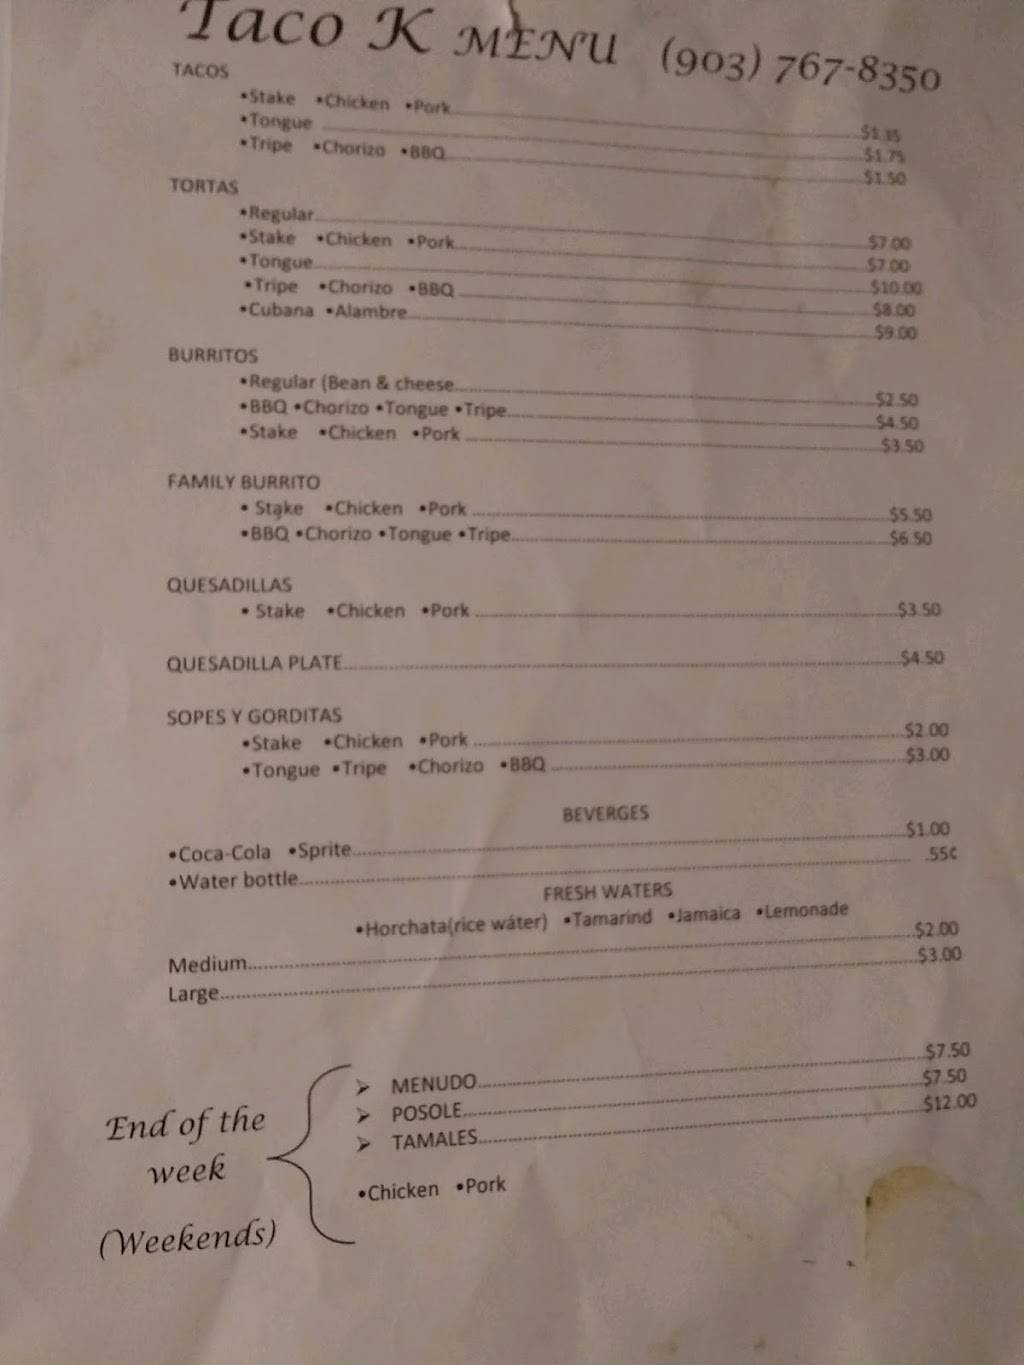 Taco K MENU (903) 767-8350
TACOS
•Stake •Chicken •Pork
•Tongue $1.75
•Tripe •Chorizo •BBQ $1.50
TORTAS
•Regular $7.00
•Stake •Chicken •Pork $7.00
•Tongue $10.00
•Tripe •Chorizo •BBQ $8.00
•Cubana •Alambre $9.00
BURRITOS
•Regular (Bean & cheese $2.50
•BBQ •Chorizo •Tongue •Tripe $4.50
•Stake •Chicken •Pork $3.50
FAMILY BURRITO
• Stake •Chicken •Pork $5.50
•BBQ •Chorizo •Tongue •Tripe $6.50
QUESADILLAS
• Stake •Chicken •Pork $3.50
QUESADILLA PLATE $4.50
SOPES Y GORDITAS
•Stake •Chicken •Pork $2.00
•Tongue •Tripe •Chorizo •BBQ $3.00
BEVERGES
•Coca-Cola •Sprite $1.00
•Water bottle .55¢
FRESH WATERS
•Horchata(rice water) •Tamarind •Jamaica •Lemonade
Medium $2.00
Large $3.00
End of the
week
(Weekends)
➢ MENUDO $7.50
➢ POSOLE $7.50
➢ TAMALES $12.00
•Chicken •Pork